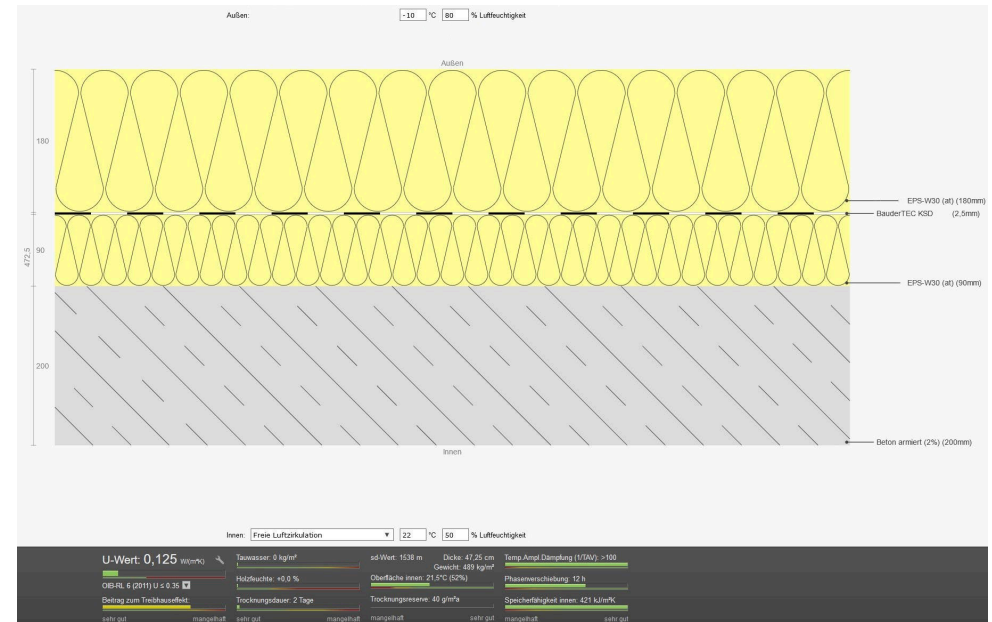 Außen: -10 °C 80 % Luftfeuchtigkeit
Außen
180
EPS-W30 (at) (180mm)
BauderTEC KSD (2,5mm)
472,5
90
EPS-W30 (at) (90mm)
200
Beton armiert (2%) (200mm)
Innen
Innen: Freie Luftzirkulation 22 °C 50 % Luftfeuchtigkeit
U-Wert: 0,125 W/(m²K)
OIB-RL 6 (2011) U ≤ 0.35
Beitrag zum Treibhauseffekt:
sehr gut mangelhaft
Tauwasser: 0 kg/m²
Holzfeuchte: +0,0 %
Trocknungsdauer: 2 Tage
sehr gut mangelhaft
sd-Wert: 1538 m Dicke: 47,25 cm
Gewicht: 489 kg/m²
Oberfläche innen: 21,5°C (52%)
Trocknungsreserve: 40 g/m²a
mangelhaft sehr gut
Temp.Ampl.Dämpfung (1/TAV): >100
Phasenverschiebung: 12 h
Speicherfähigkeit innen: 421 kJ/m²K
mangelhaft sehr gut